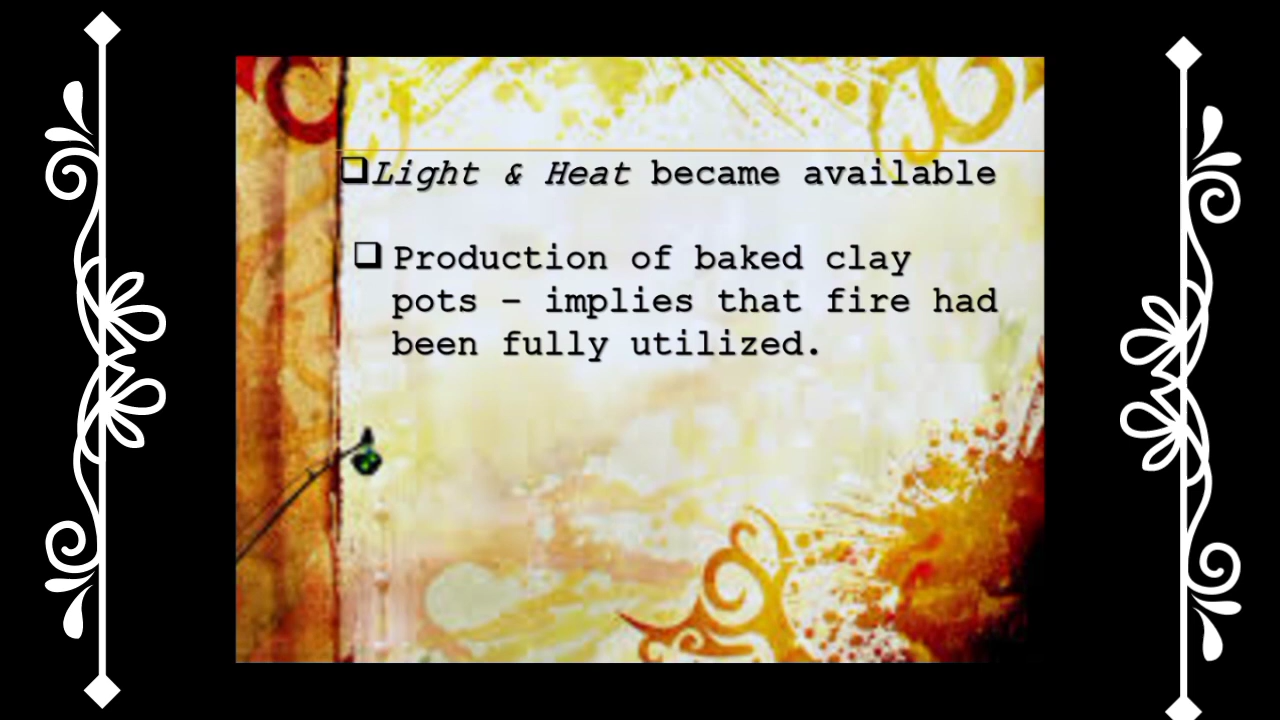 ❑Light & Heat became available
❑ Production of baked clay
pots – implies that fire had
been fully utilized.